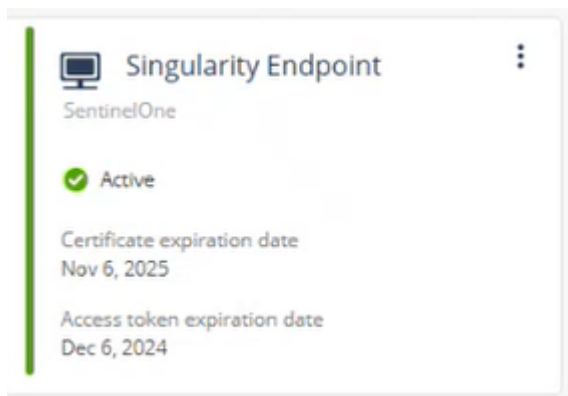 Singularity Endpoint
SentinelOne
Active
Certificate expiration date
Nov 6, 2025
Access token expiration date
Dec 6, 2024